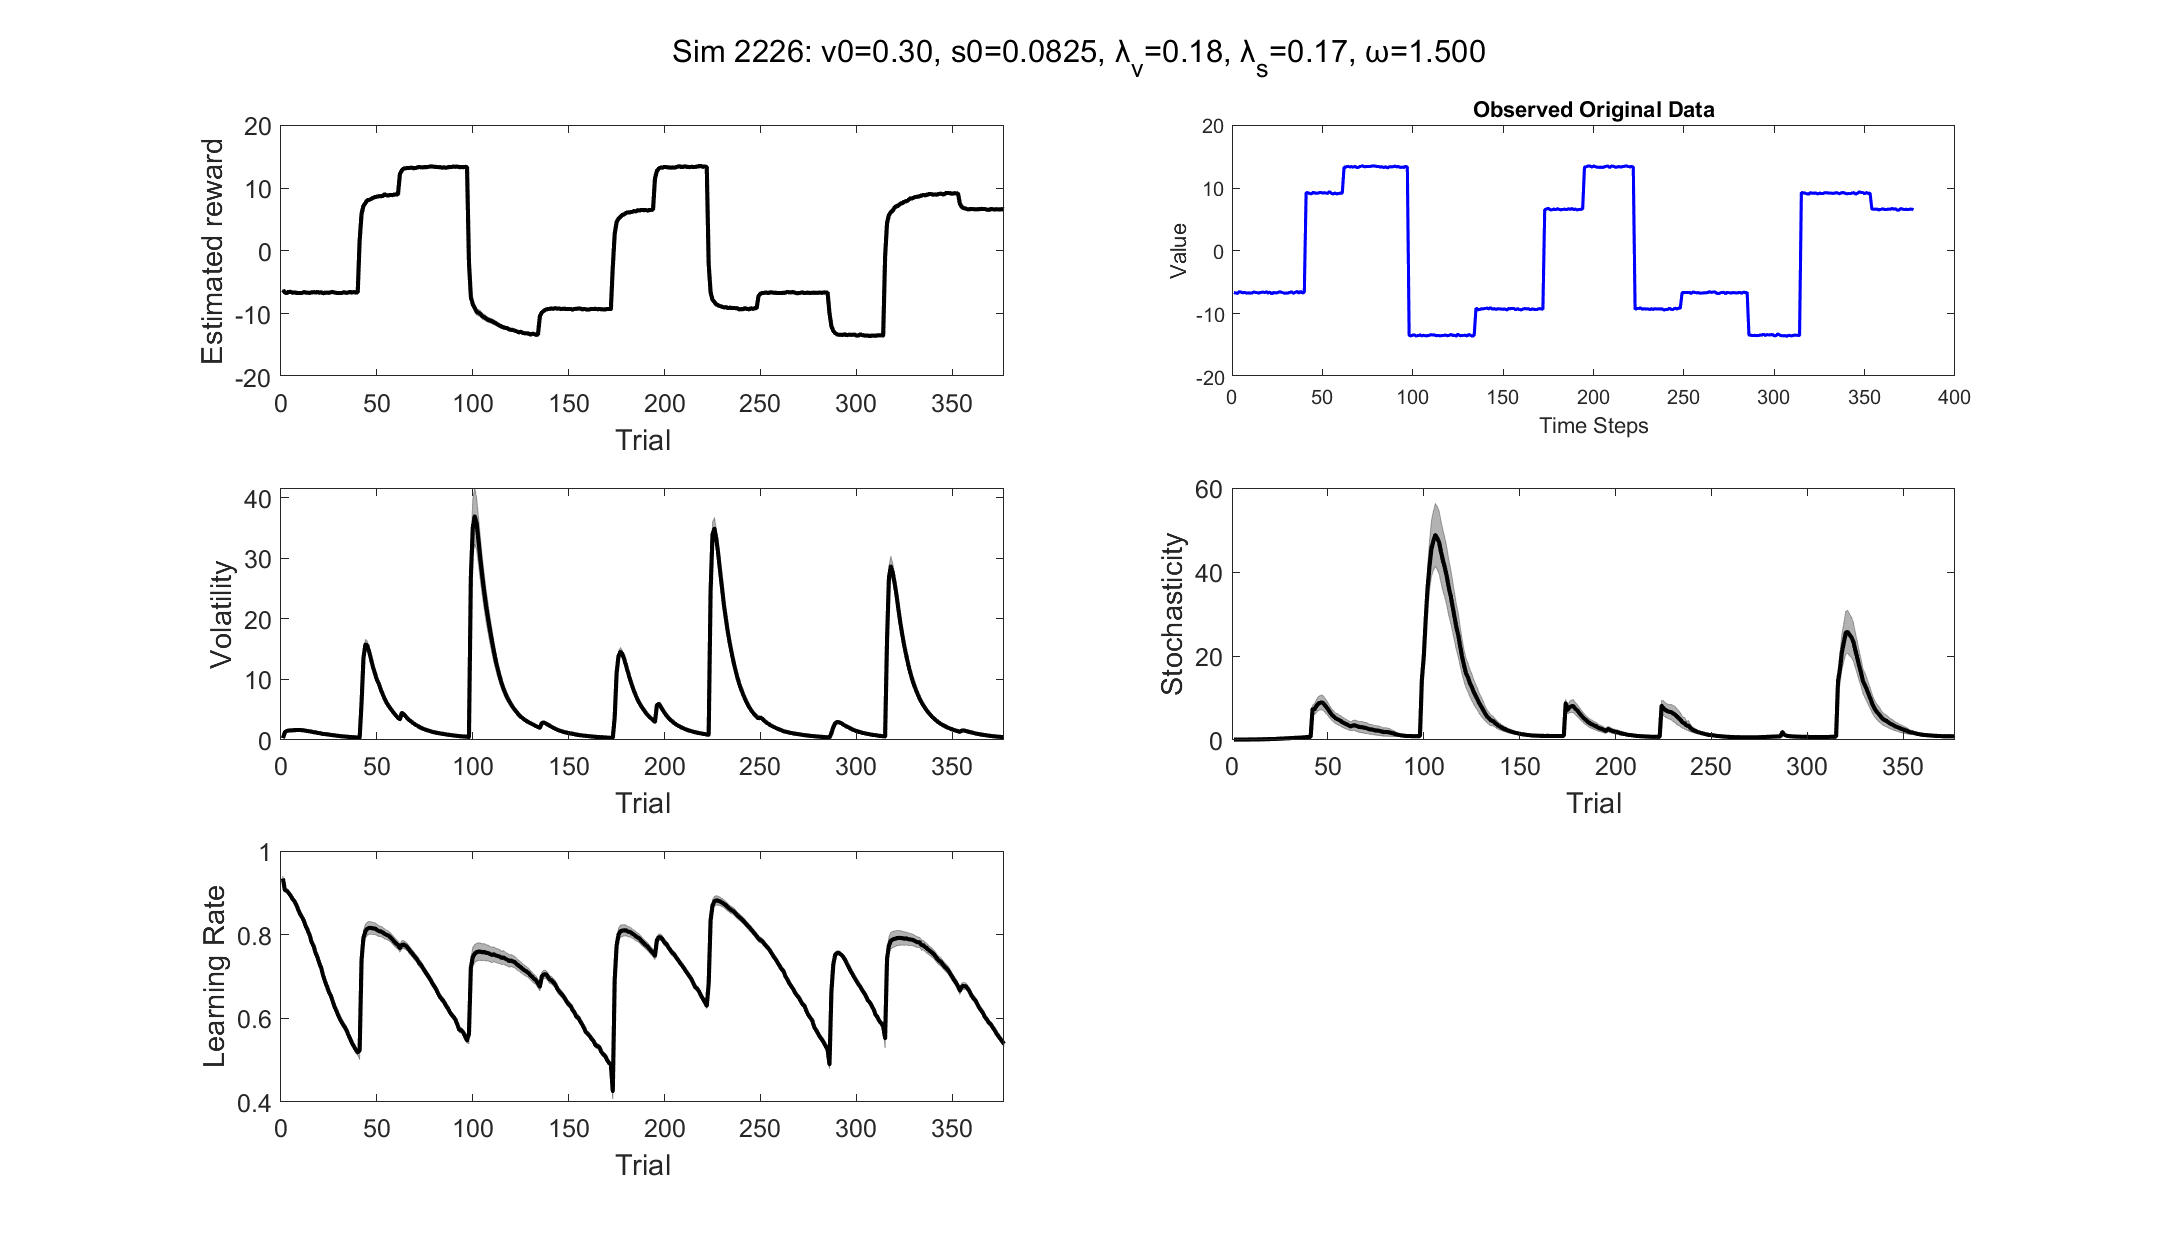 Sim 2226: v0=0.30, s0=0.0825, λ_v=0.18, λ_s=0.17, ω=1.500
Estimated reward
20
10
0
-10
-20
0 50 100 150 200 250 300 350
Trial
Observed Original Data
Value
20
10
0
-10
-20
0 50 100 150 200 250 300 350 400
Time Steps
Volatility
40
30
20
10
0
0 50 100 150 200 250 300 350
Trial
Stochasticity
60
40
20
0
0 50 100 150 200 250 300 350
Trial
Learning Rate
1
0.8
0.6
0.4
0 50 100 150 200 250 300 350
Trial